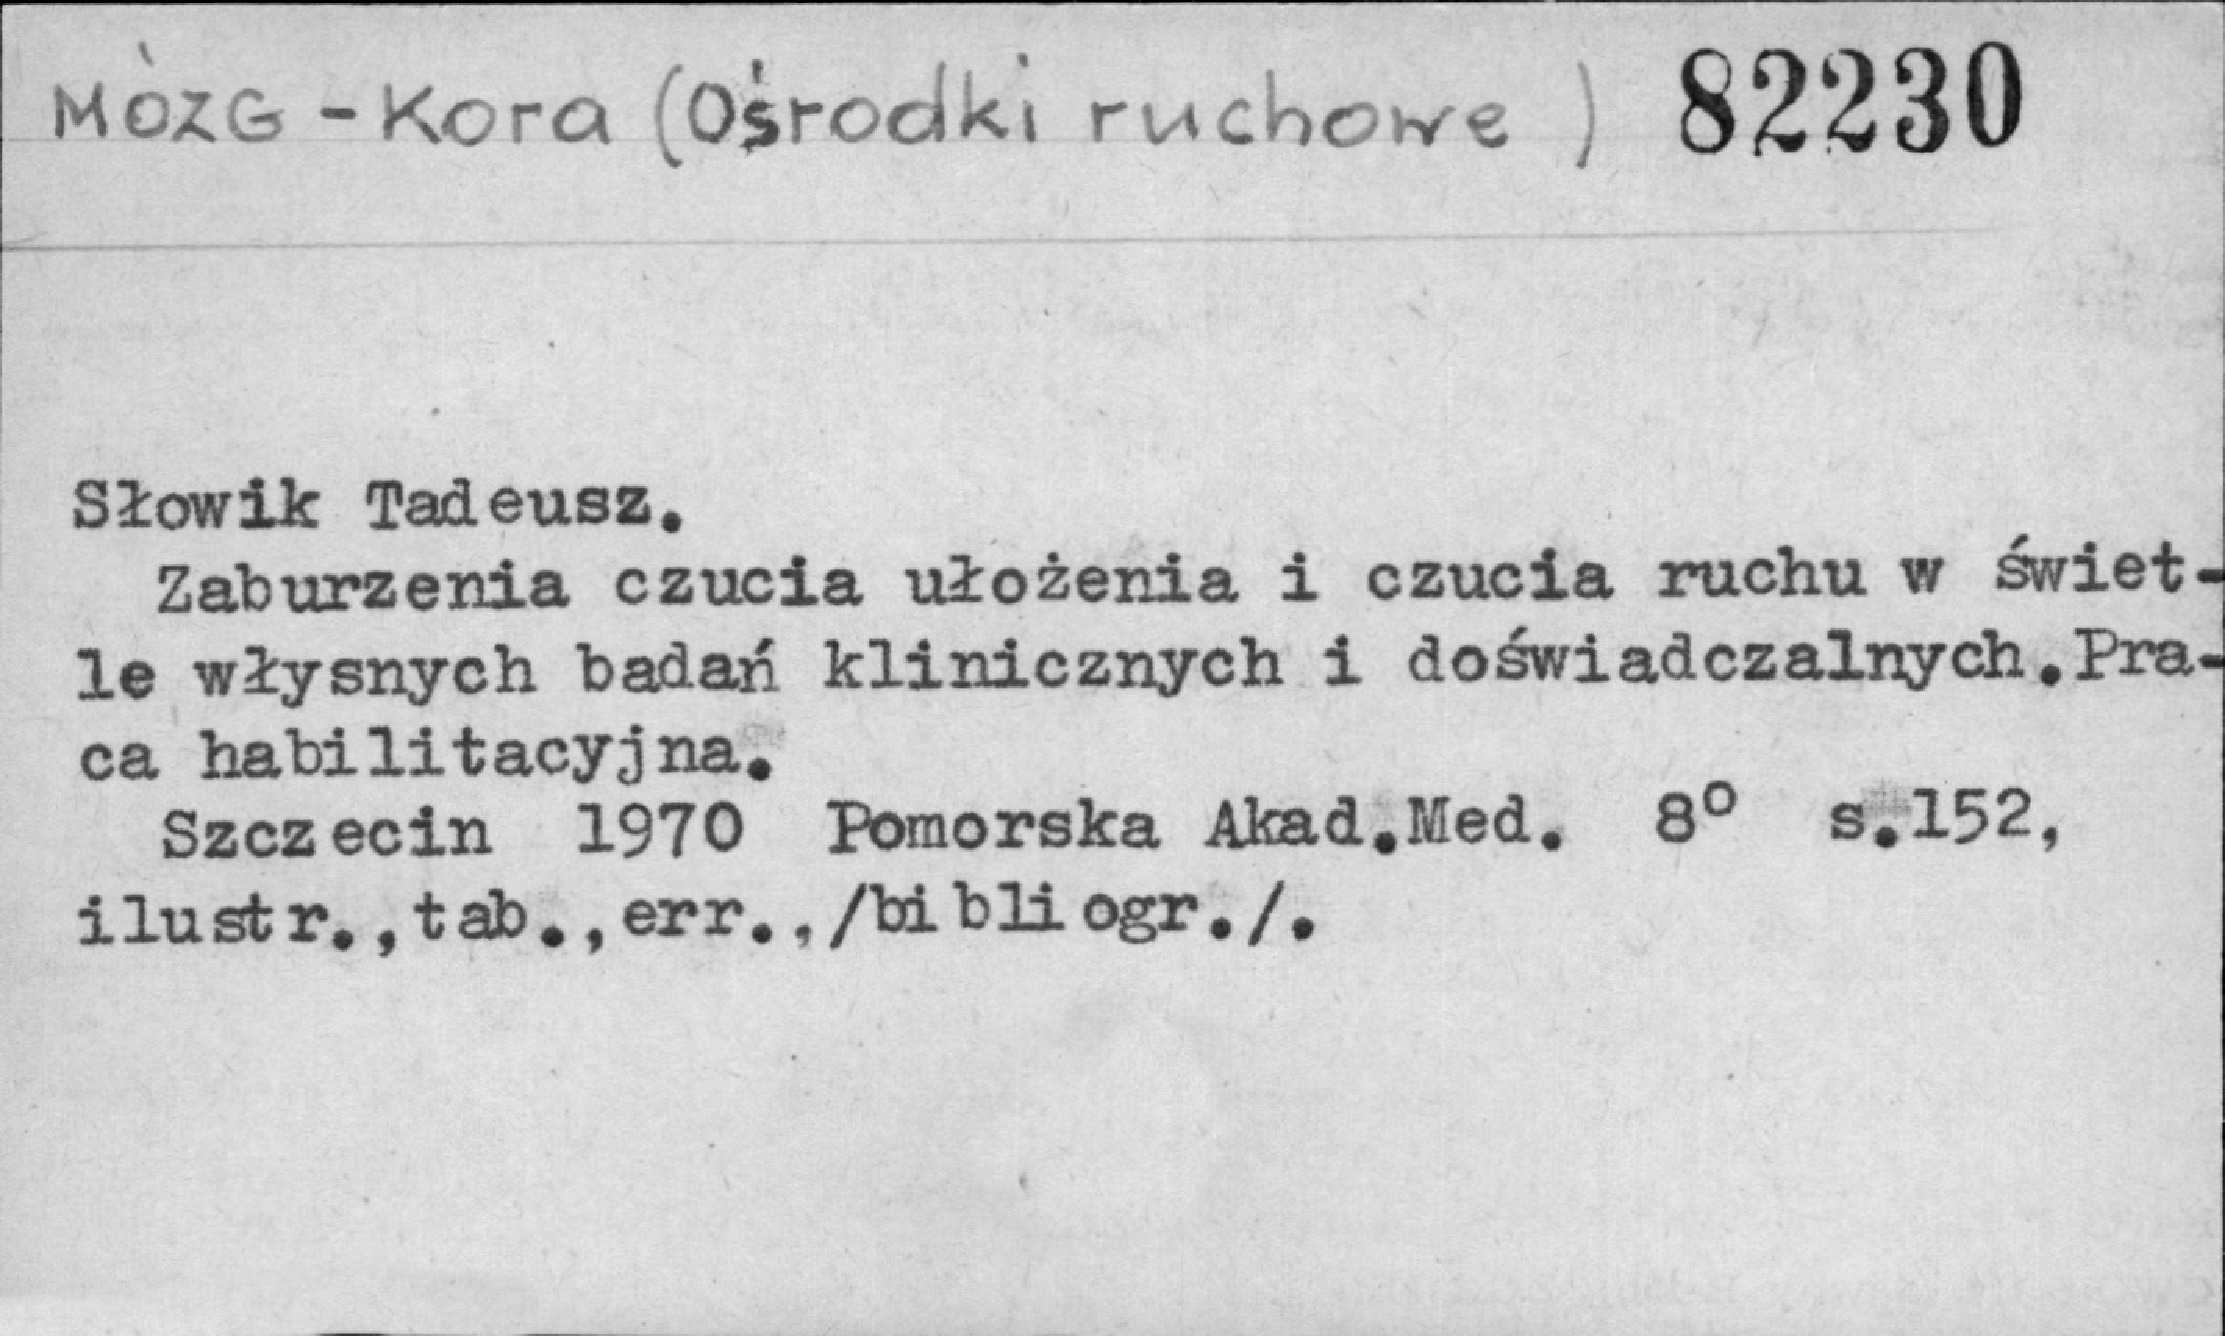 MÓZG - Kora (Ośrodki ruchowe ) 82230
Słowik Tadeusz.
Zaburzenia czucia ułożenia i czucia ruchu w świet-
le włysnych badań klinicznych i doświadczalnych.Pra-
ca habilitacyjna.
Szczecin 1970 Pomorska Akad.Med. 8° s.152,
ilustr.,tab.,err.,/bibliogr./.